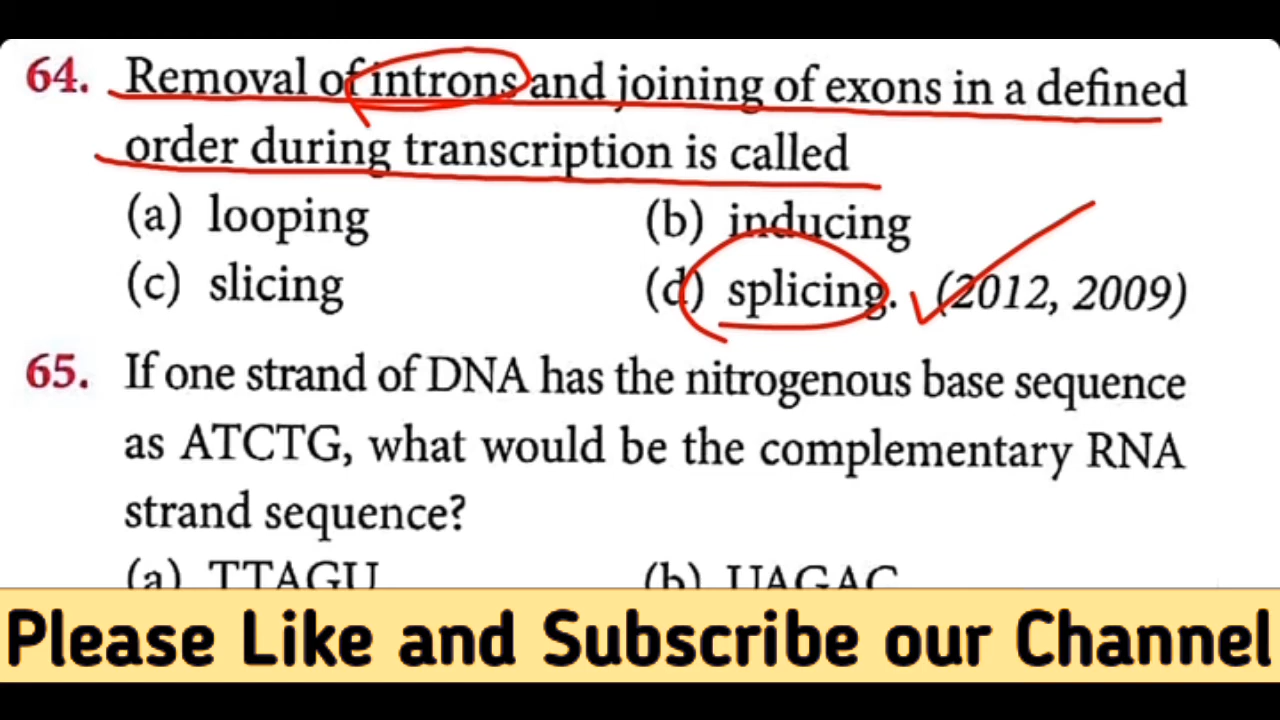 64. Removal of introns and joining of exons in a defined
order during transcription is called
(a) looping (b) inducing
(c) slicing (d) splicing. (2012, 2009)
65. If one strand of DNA has the nitrogenous base sequence
as ATCTG, what would be the complementary RNA
strand sequence?
(a) TTAGU (b) UAGAC
Please Like and Subscribe our Channel